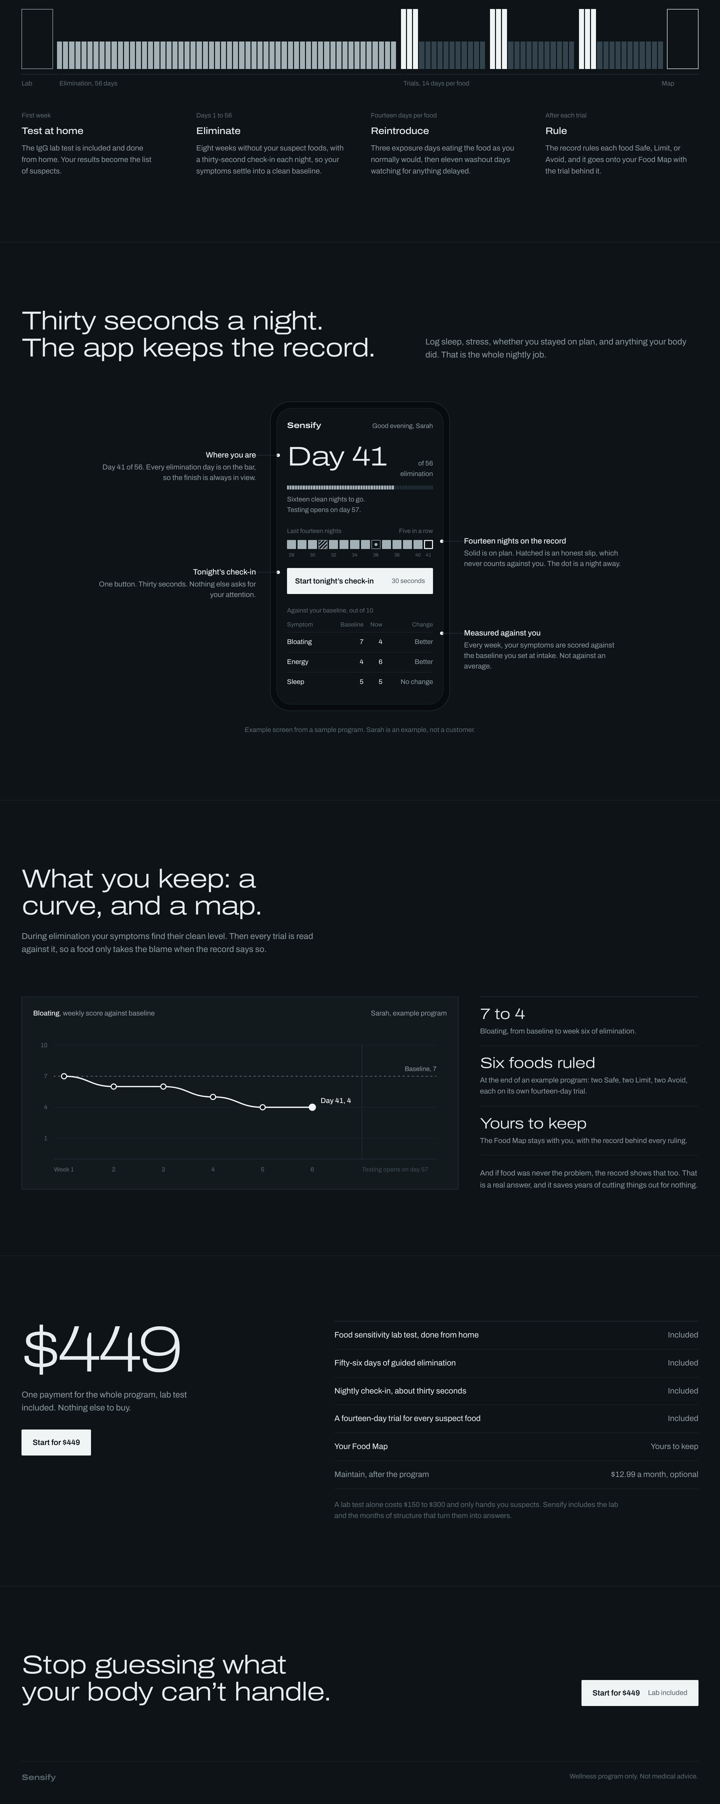 Lab
Elimination, 56 days
Trials, 14 days per food
Map
First week
Test at home
The IgG lab test is included and done
from home. Your results become the list
of suspects.
Days 1 to 56
Eliminate
Eight weeks without your suspect foods, with
a thirty-second check-in each night, so your
symptoms settle into a clean baseline.
Fourteen days per food
Reintroduce
Three exposure days eating the food as you
normally would, then eleven washout days
watching for anything delayed.
After each trial
Rule
The record rules each food Safe, Limit, or
Avoid, and it goes onto your Food Map with
the trial behind it.
Thirty seconds a night.
The app keeps the record.
Log sleep, stress, whether you stayed on plan, and anything your body
did. That is the whole nightly job.
Where you are
Day 41 of 56. Every elimination day is on the bar,
so the finish is always in view.
Tonight's check-in
One button. Thirty seconds. Nothing else asks for
your attention.
Sensify
Good evening, Sarah
Day 41
of 56
elimination
Sixteen clean nights to go.
Testing opens on day 57.
Last fourteen nights
Five in a row
28 30 32 34 36 38 40 41
Start tonight's check-in
30 seconds
Against your baseline, out of 10
Symptom Baseline Now Change
Bloating 7 4 Better
Energy 4 6 Better
Sleep 5 5 No change
Fourteen nights on the record
Solid is on plan. Hatched is an honest slip, which
never counts against you. The dot is a night away.
Measured against you
Every week, your symptoms are scored against
the baseline you set at intake. Not against an
average.
Example screen from a sample program. Sarah is an example, not a customer.
What you keep: a
curve, and a map.
During elimination your symptoms find their clean level. Then every trial is read
against it, so a food only takes the blame when the record says so.
Bloating, weekly score against baseline
Sarah, example program
10
7
4
1
Baseline, 7
Day 41, 4
Week 1 2 3 4 5 6 Testing opens on day 57
7 to 4
Bloating, from baseline to week six of elimination.
Six foods ruled
At the end of an example program: two Safe, two Limit, two Avoid,
each on its own fourteen-day trial.
Yours to keep
The Food Map stays with you, with the record behind every ruling.
And if food was never the problem, the record shows that too. That
is a real answer, and it saves years of cutting things out for nothing.
$449
One payment for the whole program, lab test
included. Nothing else to buy.
Start for $449
Food sensitivity lab test, done from home Included
Fifty-six days of guided elimination Included
Nightly check-in, about thirty seconds Included
A fourteen-day trial for every suspect food Included
Your Food Map Yours to keep
Maintain, after the program $12.99 a month, optional
A lab test alone costs $150 to $300 and only hands you suspects. Sensify includes the lab
and the months of structure that turn them into answers.
Stop guessing what
your body can't handle.
Start for $449 Lab included
Sensify
Wellness program only. Not medical advice.